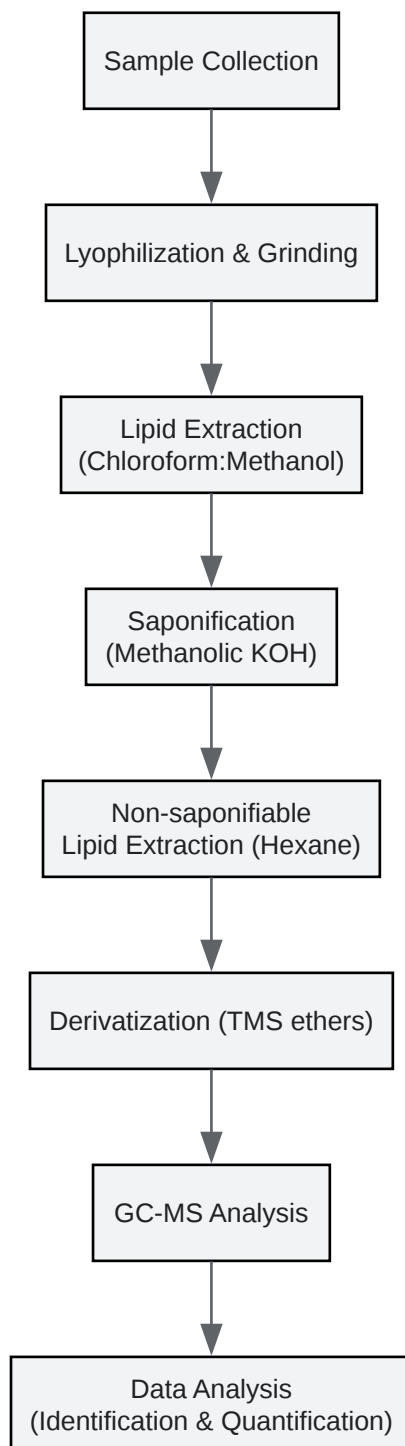 Sample Collection
Lyophilization & Grinding
Lipid Extraction
(Chloroform:Methanol)
Saponification
(Methanolic KOH)
Non-saponifiable
Lipid Extraction (Hexane)
Derivatization (TMS ethers)
GC-MS Analysis
Data Analysis
(Identification & Quantification)